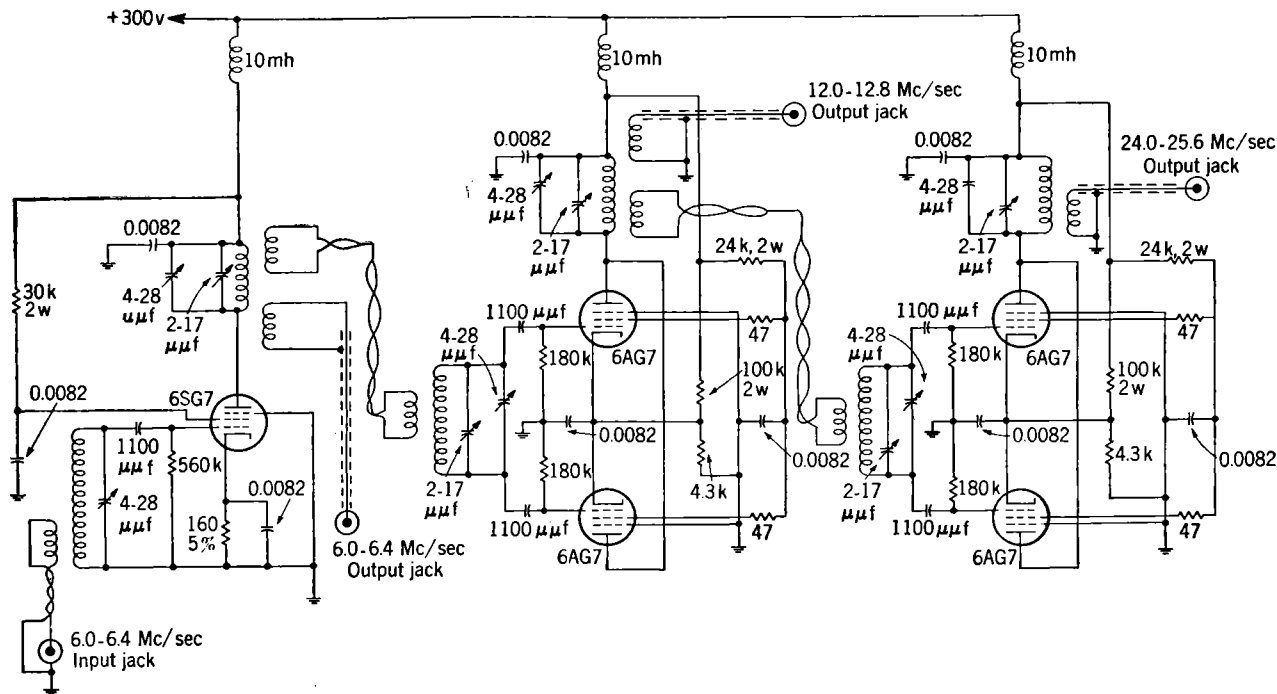 +300v
10mh
10mh
10mh
12.0-12.8 Mc/sec
Output jack
24.0-25.6 Mc/sec
Output jack
0.0082
4-28
μμf
2-17
μμf
0.0082
4-28
μμf
2-17
μμf
0.0082
4-28
uμf
2-17
μμf
30k
2w
24k, 2w
24k, 2w
1100 μμf
4-28
μμf
180k
6AG7
47
100k
2w
0.0082
0.0082
180k
4.3k
2-17
μμf
1100 μμf
6AG7
47
1100 μμf
4-28
μμf
180k
6AG7
47
100k
2w
0.0082
0.0082
180k
4.3k
2-17
μμf
1100 μμf
6AG7
47
6SG7
0.0082
1100
μμf
560k
4-28
μμf
0.0082
160
5%
6.0-6.4 Mc/sec
Output jack
6.0-6.4 Mc/sec
Input jack